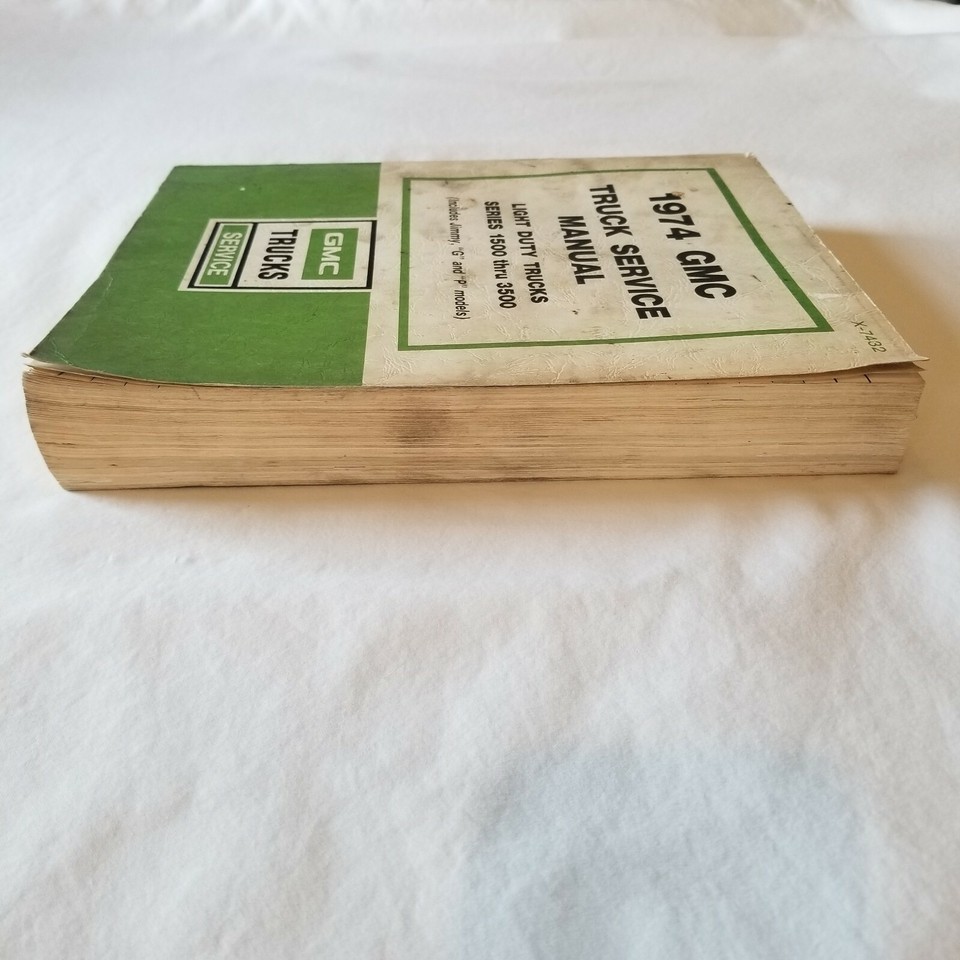 X-7432
1974 GMC
TRUCK SERVICE
MANUAL
LIGHT DUTY TRUCKS
SERIES 1500 thru 3500
(Includes Jimmy, "G" and "P" models)
GMC
TRUCKS
SERVICE